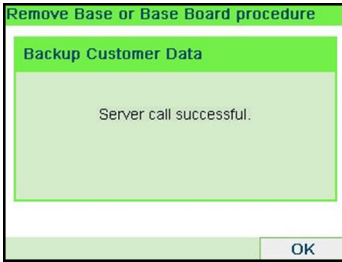 Remove Base or Base Board procedure
Backup Customer Data
Server call successful.
OK